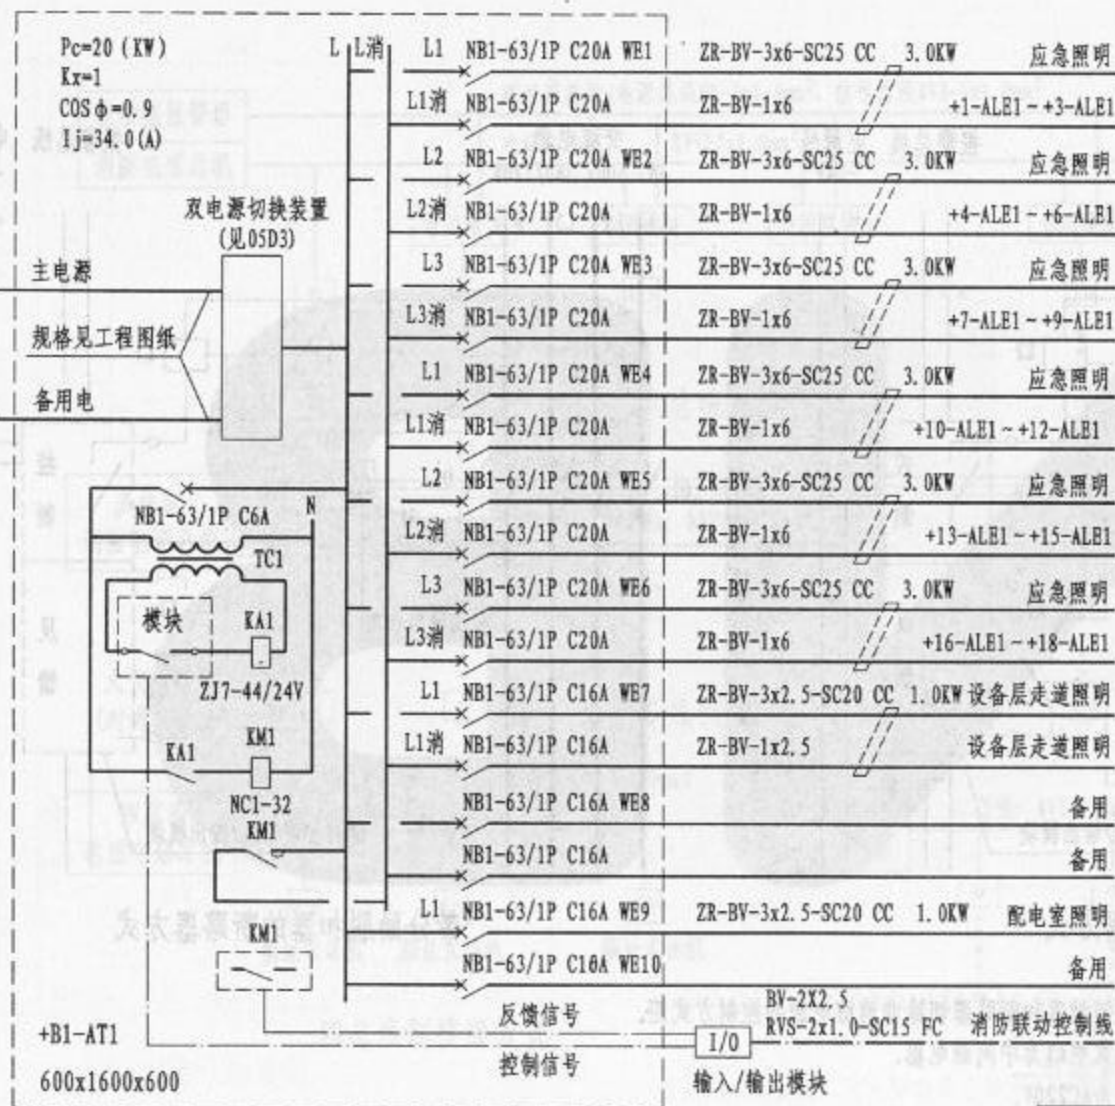 Pc=20(KW)
Kx=1
COSφ=0.9
Ij=34.0(A)
L L消
L1 NB1-63/1P C20A WE1 ZR-BV-3x6-SC25 CC 3.0KW 应急照明
L1消 NB1-63/1P C20A ZR-BV-1x6 +1-ALE1~+3-ALE1
L2 NB1-63/1P C20A WE2 ZR-BV-3x6-SC25 CC 3.0KW 应急照明
双电源切换装置
(见05D3)
L2消 NB1-63/1P C20A ZR-BV-1x6 +4-ALE1~+6-ALE1
主电源
L3 NB1-63/1P C20A WE3 ZR-BV-3x6-SC25 CC 3.0KW 应急照明
规格见工程图纸
L3消 NB1-63/1P C20A ZR-BV-1x6 +7-ALE1~+9-ALE1
备用电
L1 NB1-63/1P C20A WE4 ZR-BV-3x6-SC25 CC 3.0KW 应急照明
L1消 NB1-63/1P C20A ZR-BV-1x6 +10-ALE1~+12-ALE1
L2 NB1-63/1P C20A WE5 ZR-BV-3x6-SC25 CC 3.0KW 应急照明
NB1-63/1P C6A N
L2消 NB1-63/1P C20A ZR-BV-1x6 +13-ALE1~+15-ALE1
TC1
L3 NB1-63/1P C20A WE6 ZR-BV-3x6-SC25 CC 3.0KW 应急照明
模块 KA1
L3消 NB1-63/1P C20A ZR-BV-1x6 +16-ALE1~+18-ALE1
ZJ7-44/24V
L1 NB1-63/1P C16A WE7 ZR-BV-3x2.5-SC20 CC 1.0KW 设备层走道照明
KA1 KM1
L1消 NB1-63/1P C16A ZR-BV-1x2.5 设备层走道照明
NC1-32
NB1-63/1P C16A WE8 备用
KM1
NB1-63/1P C16A 备用
L1 NB1-63/1P C16A WE9 ZR-BV-3x2.5-SC20 CC 1.0KW 配电室照明
KM1
NB1-63/1P C16A WE10 备用
BV-2X2.5
反馈信号
RVS-2x1.0-SC15 FC 消防联动控制线
+B1-AT1
I/O
控制信号
输入/输出模块
600x1600x600